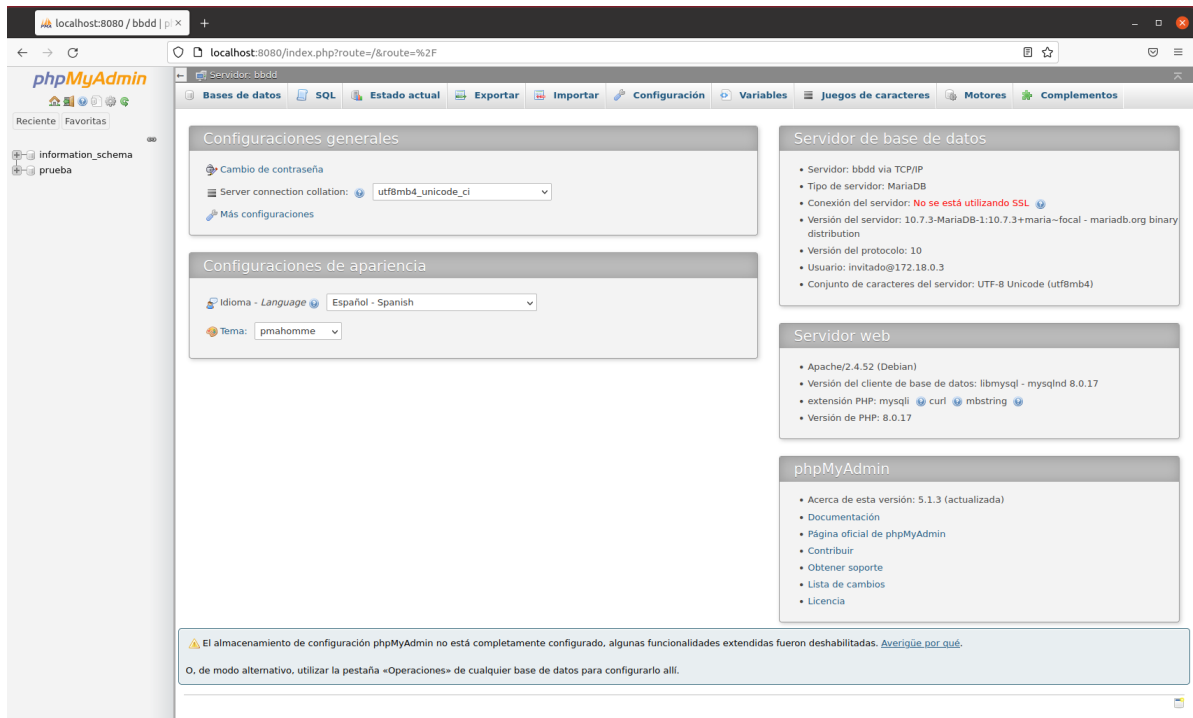 localhost:8080 / bbdd | pl
localhost:8080/index.php?route=/&route=%2F
phpMyAdmin
Reciente Favoritas
information_schema
prueba
Servidor: bbdd
Bases de datos SQL Estado actual Exportar Importar Configuración Variables Juegos de caracteres Motores Complementos
Configuraciones generales
Cambio de contraseña
Server connection collation: utf8mb4_unicode_ci
Más configuraciones
Configuraciones de apariencia
Idioma - Language Español - Spanish
Tema: pmahomme
Servidor de base de datos
• Servidor: bbdd via TCP/IP
• Tipo de servidor: MariaDB
• Conexión del servidor: No se está utilizando SSL
• Versión del servidor: 10.7.3-MariaDB-1:10.7.3+maria~focal - mariadb.org binary
distribution
• Versión del protocolo: 10
• Usuario: invitado@172.18.0.3
• Conjunto de caracteres del servidor: UTF-8 Unicode (utf8mb4)
Servidor web
• Apache/2.4.52 (Debian)
• Versión del cliente de base de datos: libmysql - mysqlnd 8.0.17
• extensión PHP: mysqli curl mbstring
• Versión de PHP: 8.0.17
phpMyAdmin
• Acerca de esta versión: 5.1.3 (actualizada)
• Documentación
• Página oficial de phpMyAdmin
• Contribuir
• Obtener soporte
• Lista de cambios
• Licencia
El almacenamiento de configuración phpMyAdmin no está completamente configurado, algunas funcionalidades extendidas fueron deshabilitadas. Averigüe por qué.
O, de modo alternativo, utilizar la pestaña «Operaciones» de cualquier base de datos para configurarlo allí.